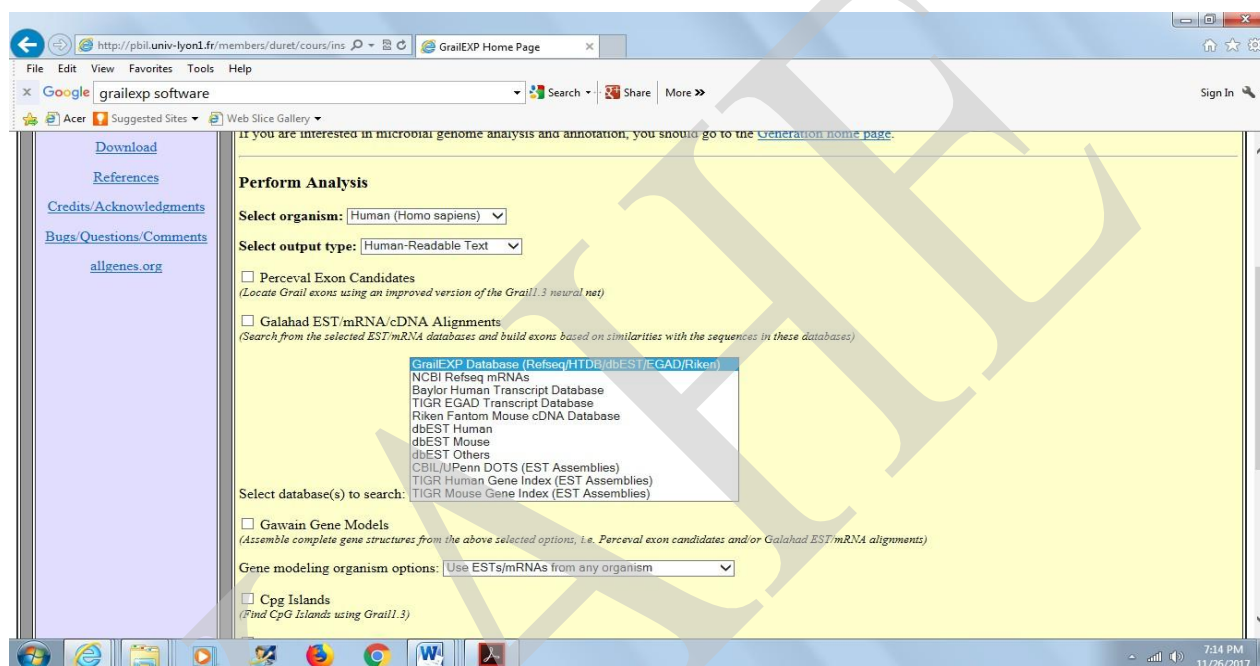 http://pbil.univ-lyon1.fr/members/duret/cours/ins
GrailEXP Home Page
File Edit View Favorites Tools Help
Google grailexp software Search Share More >> Sign In
Acer Suggested Sites Web Slice Gallery
If you are interested in microbial genome analysis and annotation, you should go to the Generation home page.
Download
References
Credits/Acknowledgments
Bugs/Questions/Comments
allgenes.org
Perform Analysis
Select organism: Human (Homo sapiens)
Select output type: Human-Readable Text
Perceval Exon Candidates
(Locate Grail exons using an improved version of the Grail1.3 neural net)
Galahad EST/mRNA/cDNA Alignments
(Search from the selected EST/mRNA databases and build exons based on similarities with the sequences in these databases)
GrailEXP Database (Refseq/HTDB/dbEST/EGAD/Riken)
NCBI Refseq mRNAs
Baylor Human Transcript Database
TIGR EGAD Transcript Database
Riken Fantom Mouse cDNA Database
dbEST Human
dbEST Mouse
dbEST Others
CBIL/UPenn DOTS (EST Assemblies)
TIGR Human Gene Index (EST Assemblies)
Select database(s) to search: TIGR Mouse Gene Index (EST Assemblies)
Gawain Gene Models
(Assemble complete gene structures from the above selected options, i.e. Perceval exon candidates and/or Galahad EST/mRNA alignments)
Gene modeling organism options: Use ESTs/mRNAs from any organism
Cpg Islands
(Find CpG Islands using Grail1.3)
7:14 PM
11/26/2017